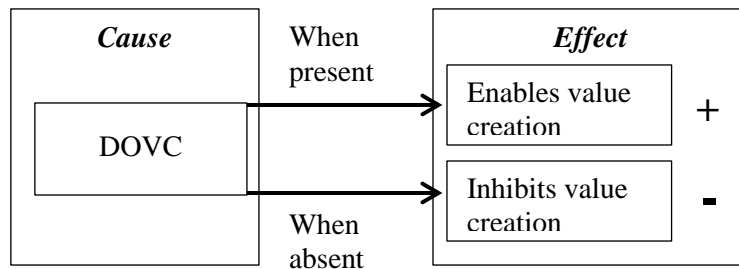 Cause
When
present
Effect
DOVC
Enables value
creation
+
Inhibits value
creation
-
When
absent